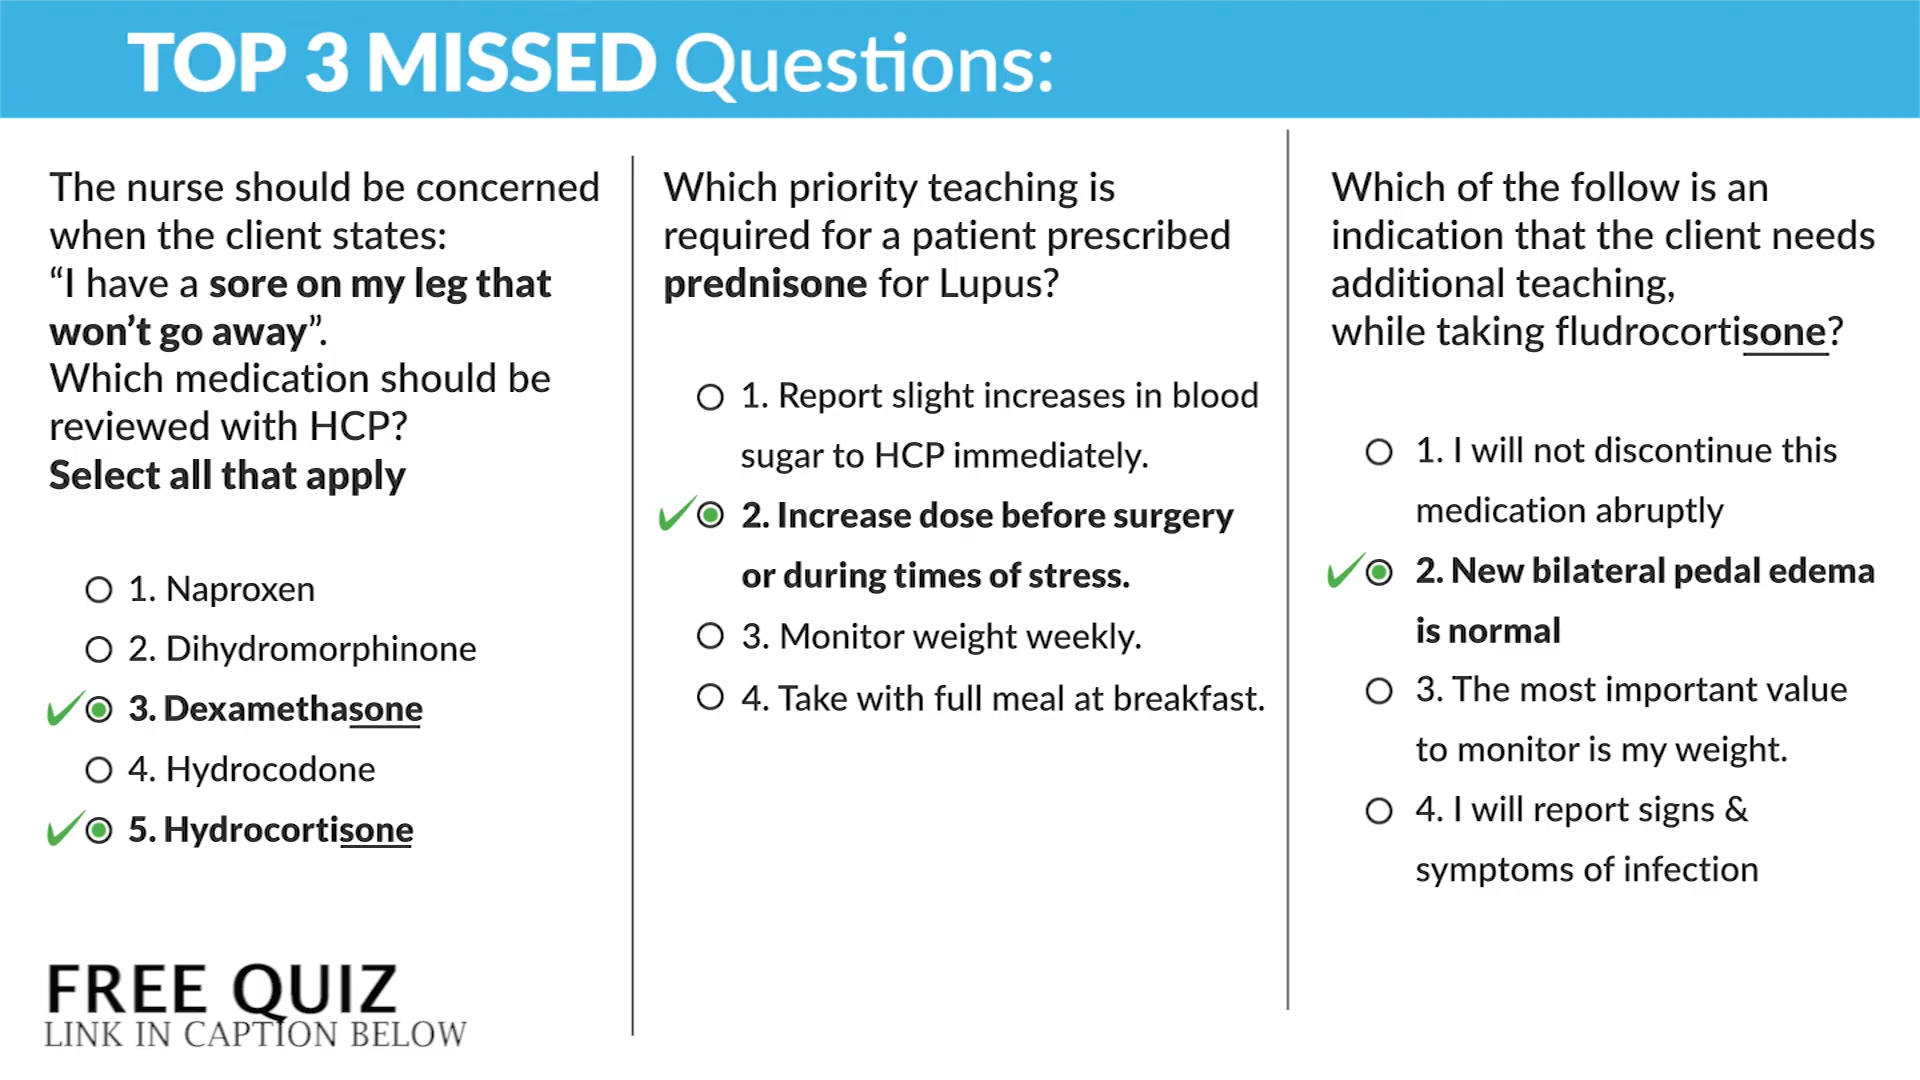 TOP 3 MISSED Questions:
The nurse should be concerned
when the client states:
“I have a sore on my leg that
won’t go away”.
Which medication should be
reviewed with HCP?
Select all that apply
1. Naproxen
2. Dihydromorphinone
3. Dexamethasone
4. Hydrocodone
5. Hydrocortisone
FREE QUIZ
LINK IN CAPTION BELOW
Which priority teaching is
required for a patient prescribed
prednisone for Lupus?
1. Report slight increases in blood
sugar to HCP immediately.
2. Increase dose before surgery
or during times of stress.
3. Monitor weight weekly.
4. Take with full meal at breakfast.
Which of the follow is an
indication that the client needs
additional teaching,
while taking fludrocortisone?
1. I will not discontinue this
medication abruptly
2. New bilateral pedal edema
is normal
3. The most important value
to monitor is my weight.
4. I will report signs &
symptoms of infection